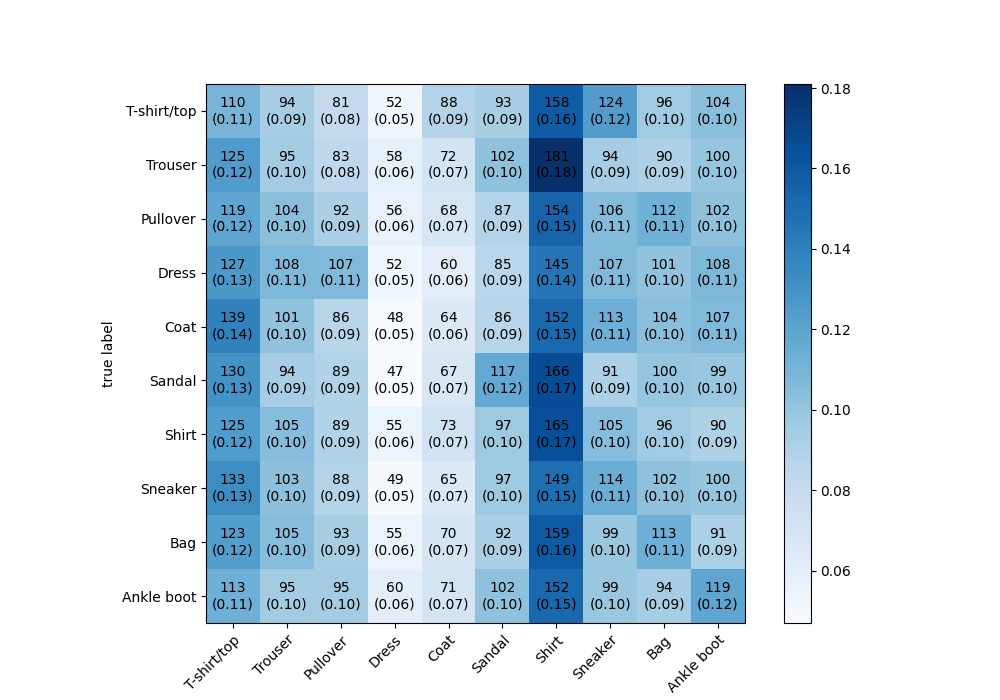 T-shirt/top 110 94 81 52 88 93 158 124 96 104 0.18
(0.11) (0.09) (0.08) (0.05) (0.09) (0.09) (0.16) (0.12) (0.10) (0.10)
Trouser 125 95 83 58 72 102 181 94 90 100 0.16
(0.12) (0.10) (0.08) (0.06) (0.07) (0.10) (0.18) (0.09) (0.09) (0.10)
Pullover 119 104 92 56 68 87 154 106 112 102
(0.12) (0.10) (0.09) (0.06) (0.07) (0.09) (0.15) (0.11) (0.11) (0.10)
0.14
Dress 127 108 107 52 60 85 145 107 101 108
(0.13) (0.11) (0.11) (0.05) (0.06) (0.09) (0.14) (0.11) (0.10) (0.11)
Coat 139 101 86 48 64 86 152 113 104 107 0.12
(0.14) (0.10) (0.09) (0.05) (0.06) (0.09) (0.15) (0.11) (0.10) (0.11)
true label
Sandal 130 94 89 47 67 117 166 91 100 99
(0.13) (0.09) (0.09) (0.05) (0.07) (0.12) (0.17) (0.09) (0.10) (0.10)
0.10
Shirt 125 105 89 55 73 97 165 105 96 90
(0.12) (0.10) (0.09) (0.06) (0.07) (0.10) (0.17) (0.10) (0.10) (0.09)
Sneaker 133 103 88 49 65 97 149 114 102 100 0.08
(0.13) (0.10) (0.09) (0.05) (0.07) (0.10) (0.15) (0.11) (0.10) (0.10)
Bag 123 105 93 55 70 92 159 99 113 91
(0.12) (0.10) (0.09) (0.06) (0.07) (0.09) (0.16) (0.10) (0.11) (0.09)
0.06
Ankle boot 113 95 95 60 71 102 152 99 94 119
(0.11) (0.10) (0.10) (0.06) (0.07) (0.10) (0.15) (0.10) (0.09) (0.12)
T-shirt/top Trouser Pullover Dress Coat Sandal Shirt Sneaker Bag Ankle boot